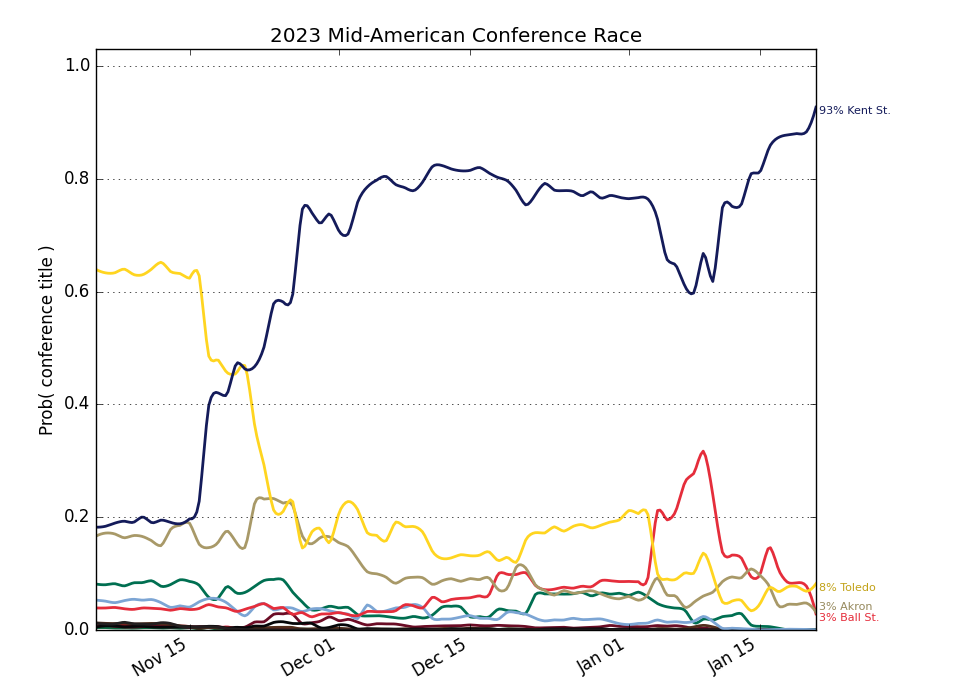 2023 Mid-American Conference Race
Prob( conference title )
1.0
0.8
0.6
0.4
0.2
0.0
93% Kent St.
8% Toledo
3% Akron
3% Ball St.
Nov 15
Dec 01
Dec 15
Jan 01
Jan 15